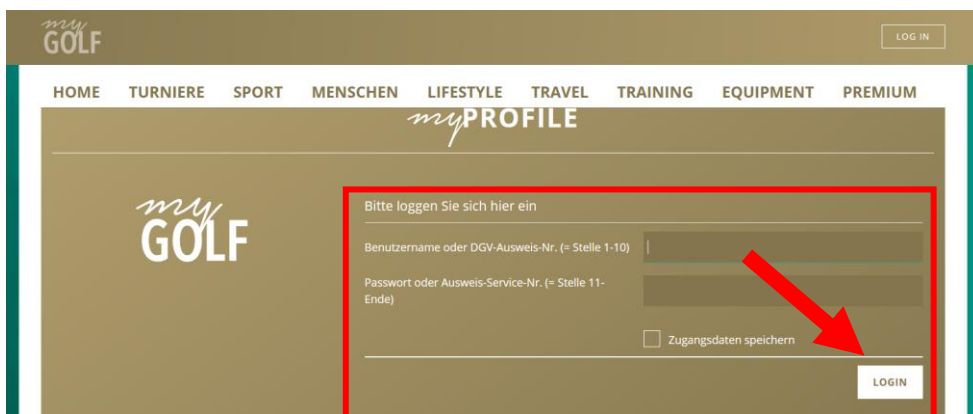 my
GOLF
LOG IN
HOME TURNIERE SPORT MENSCHEN LIFESTYLE TRAVEL TRAINING EQUIPMENT PREMIUM
myPROFILE
my
GOLF
Bitte loggen Sie sich hier ein
Benutzername oder DGV-Ausweis-Nr. (= Stelle 1-10)
Passwort oder Ausweis-Service-Nr. (= Stelle 11-
Ende)
Zugangsdaten speichern
LOGIN